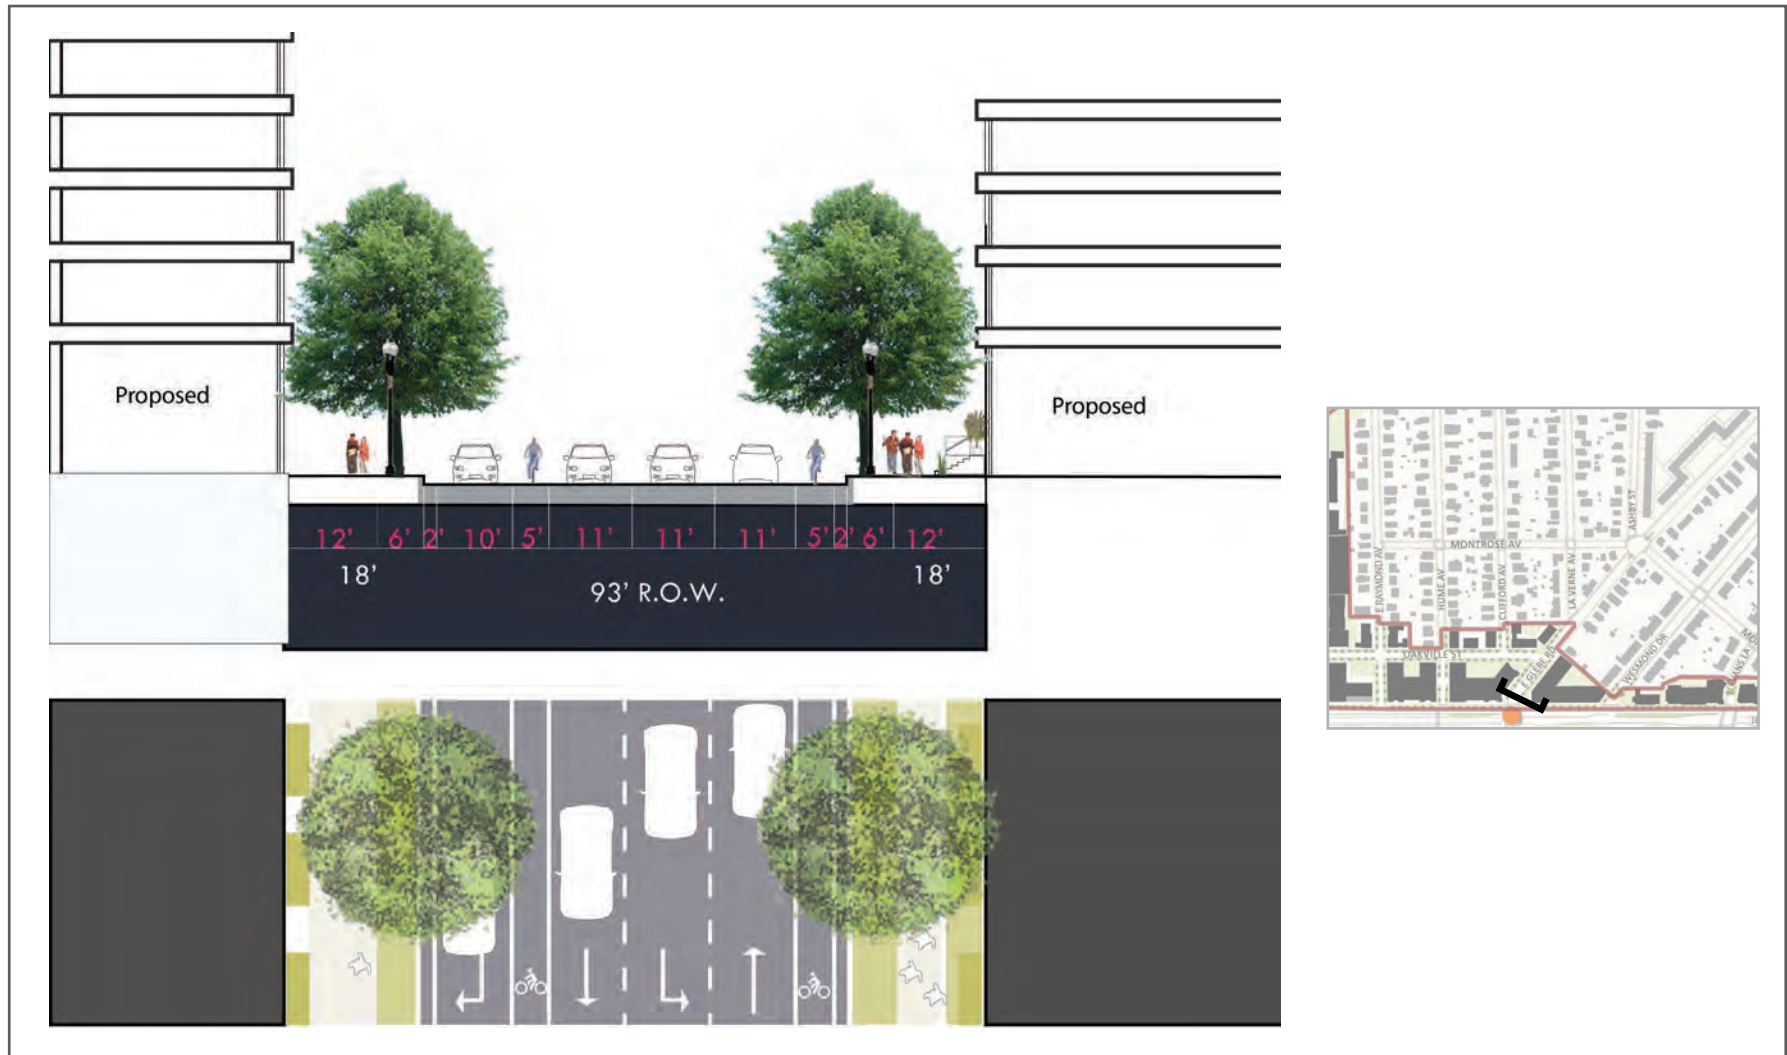 Proposed
Proposed
12' 6' 2' 10' 5' 11' 11' 11' 5' 2' 6' 12'
18' 18'
93' R.O.W.
ASHBY ST
MONTROSE AV
E RAYMOND AV
HUME AV
CLIFFORD AV
LA VERNE AV
OAKVILLE ST
E GLEBE RD
WESMOND DR